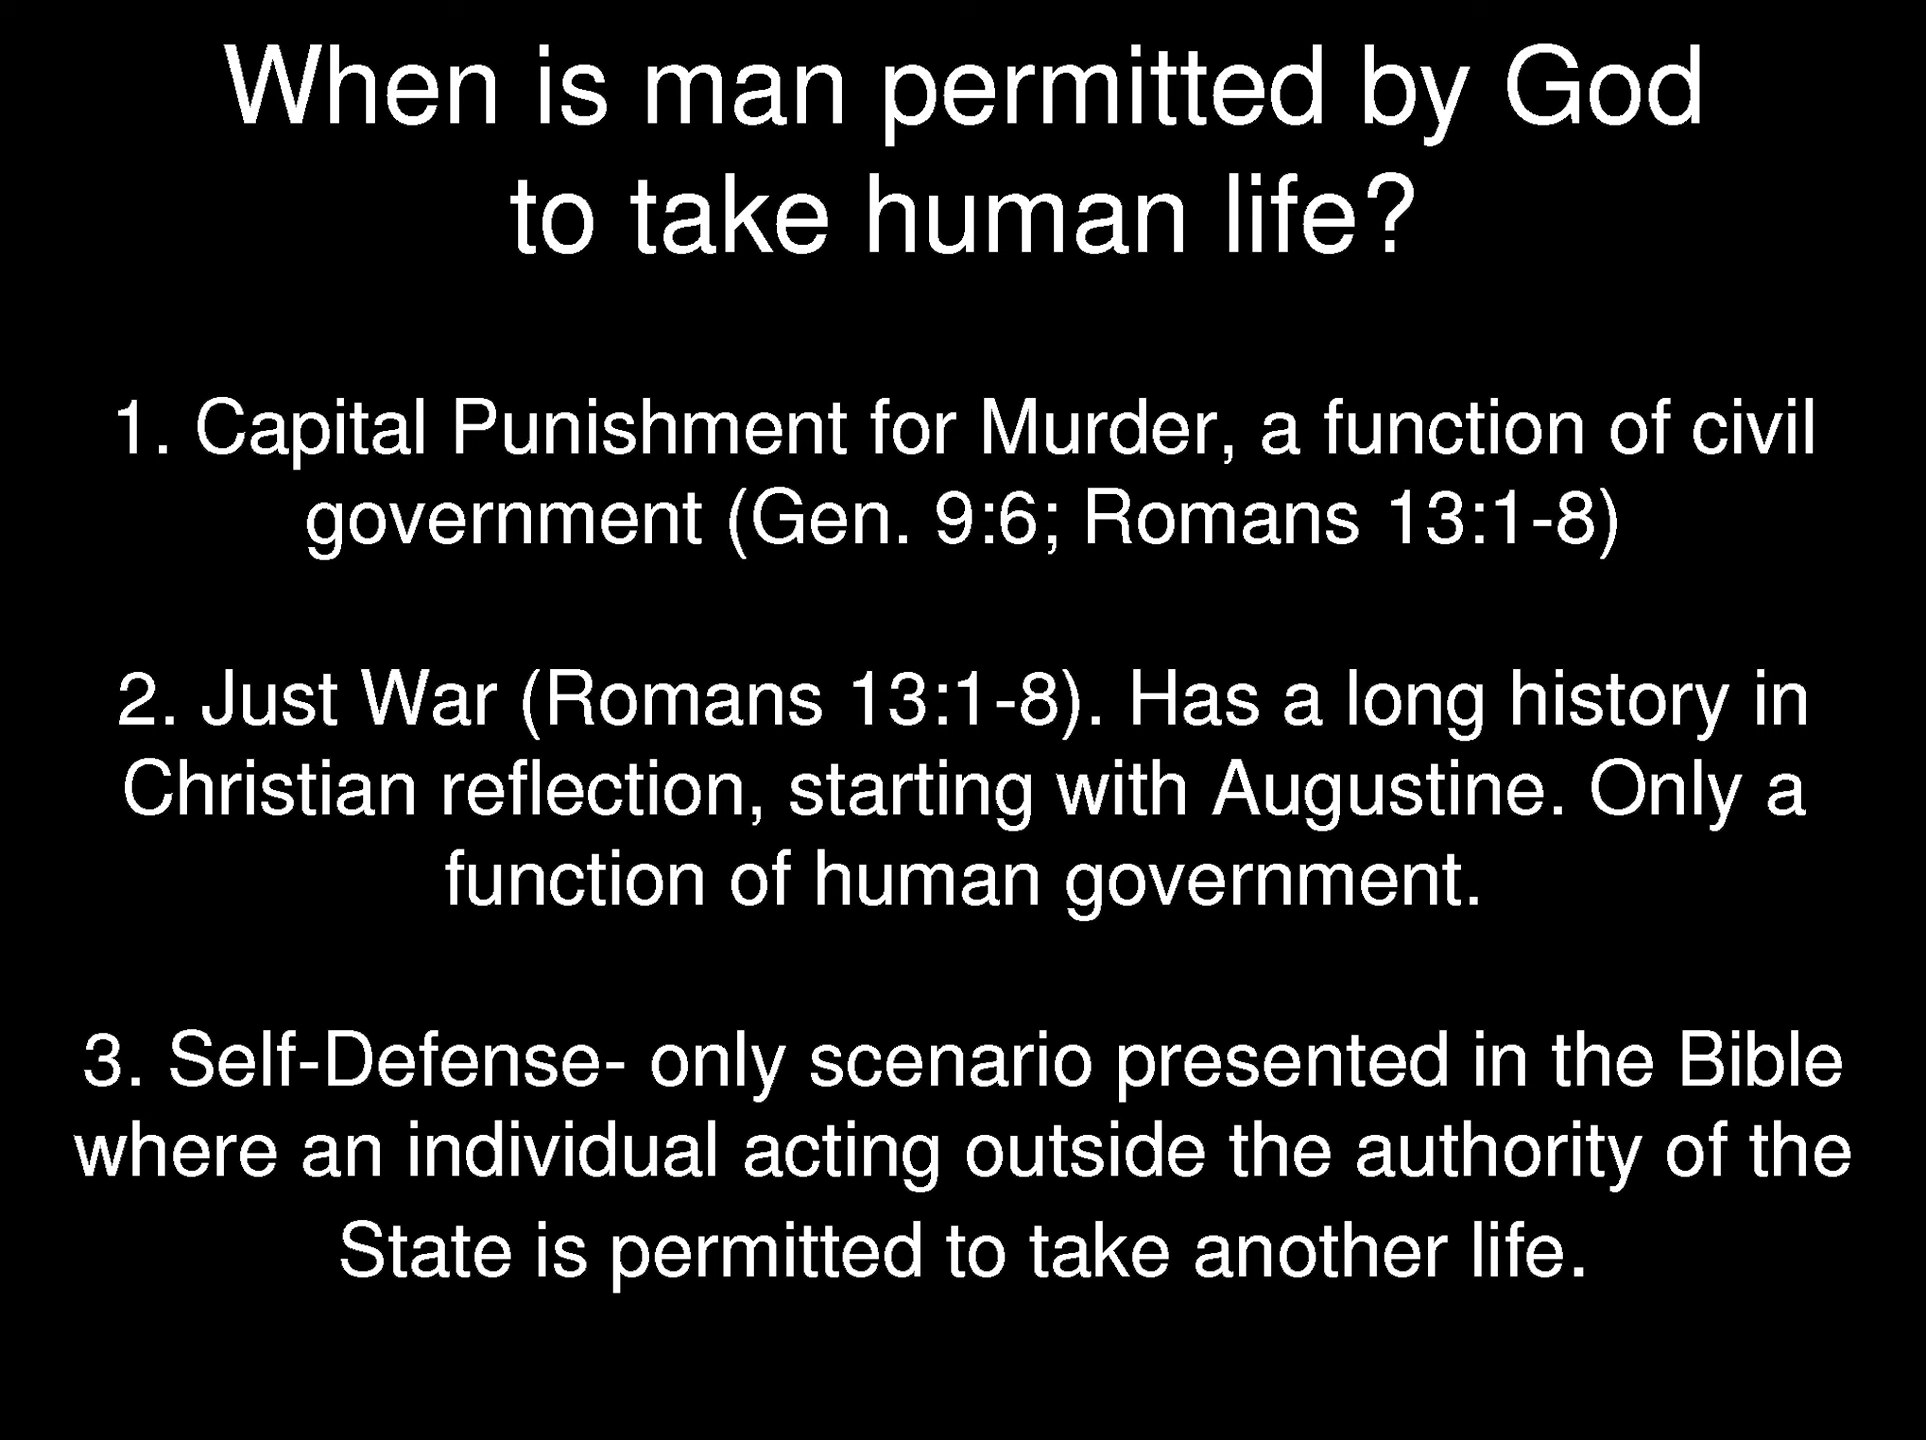 When is man permitted by God
to take human life?
1. Capital Punishment for Murder, a function of civil
government (Gen. 9:6; Romans 13:1-8)
2. Just War (Romans 13:1-8). Has a long history in
Christian reflection, starting with Augustine. Only a
function of human government.
3. Self-Defense- only scenario presented in the Bible
where an individual acting outside the authority of the
State is permitted to take another life.